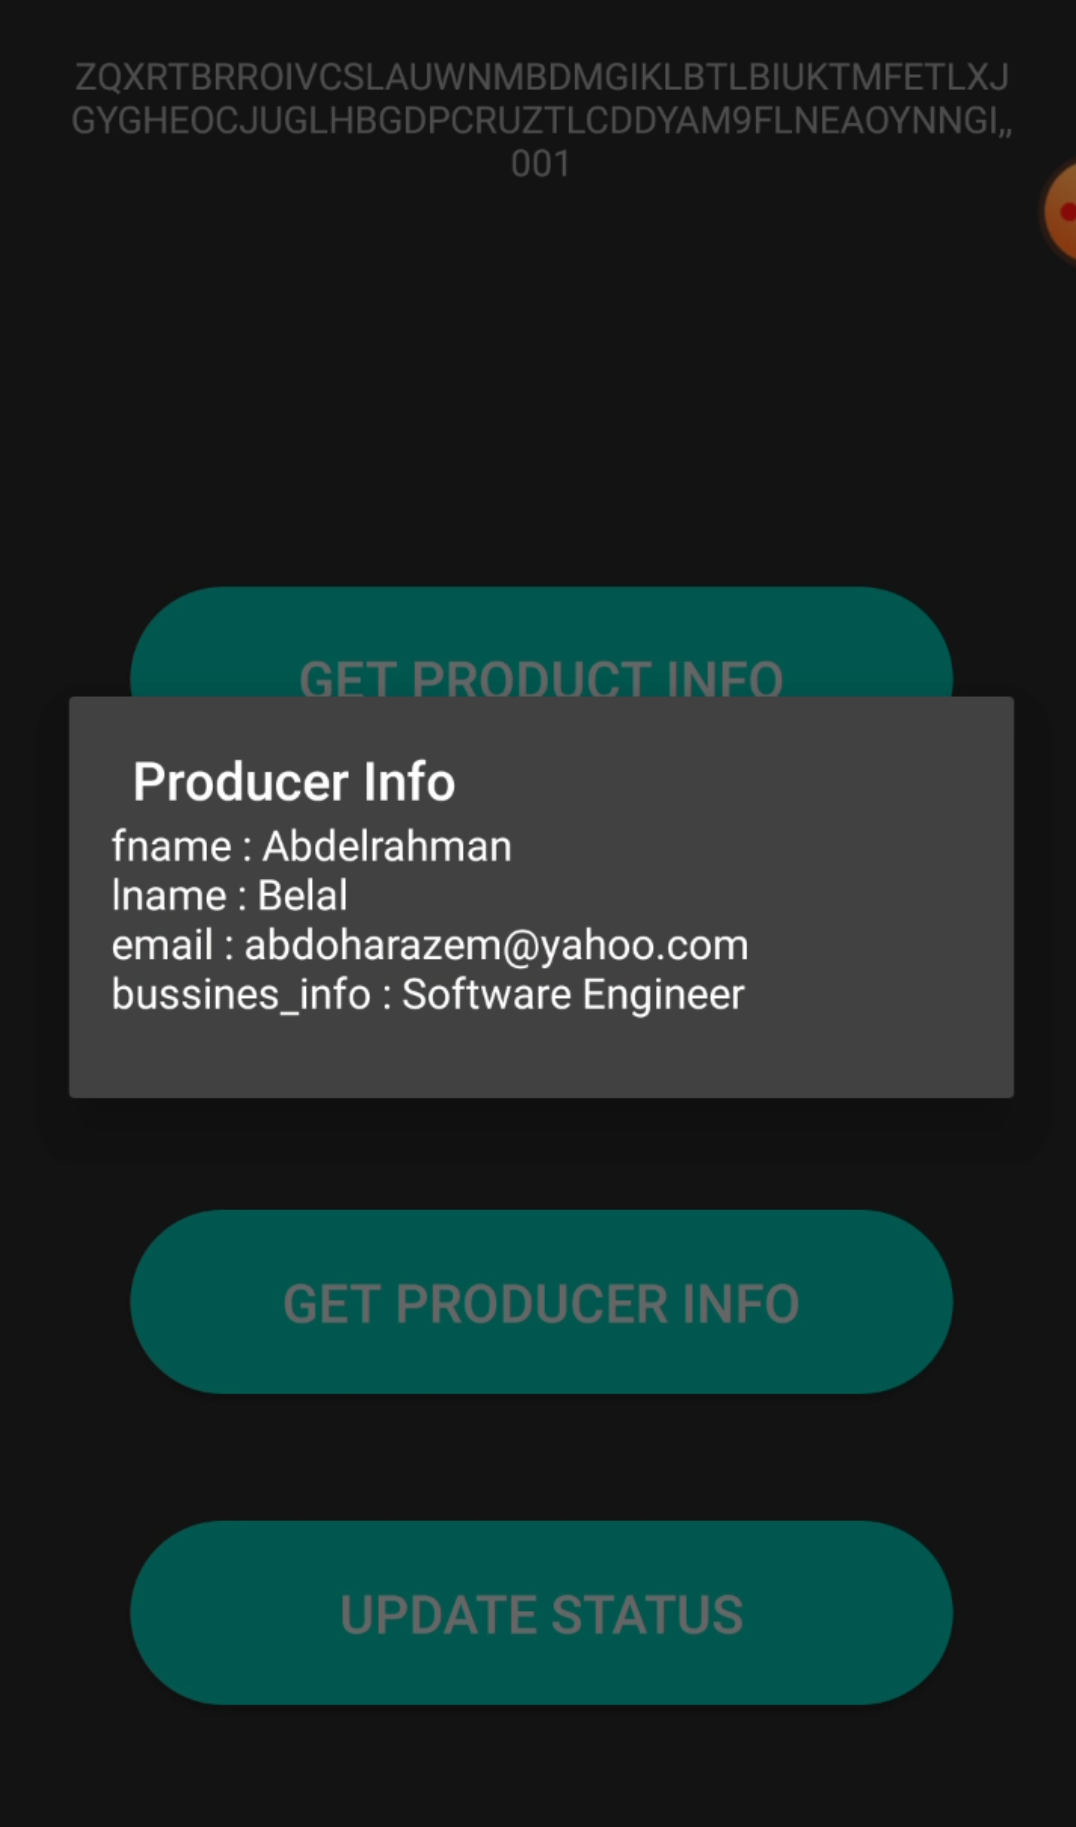 ZQXRTBRROIVCSLAUWNMBDMGIKLBTLBIUKTMFETLXJ
GYGHEOCJUGLHBGDPCRUZTLCDDYAM9FLNEAOYNNGI,,
001
GET PRODUCT INFO
Producer Info
fname : Abdelrahman
lname : Belal
email : abdoharazem@yahoo.com
bussines_info : Software Engineer
GET PRODUCER INFO
UPDATE STATUS